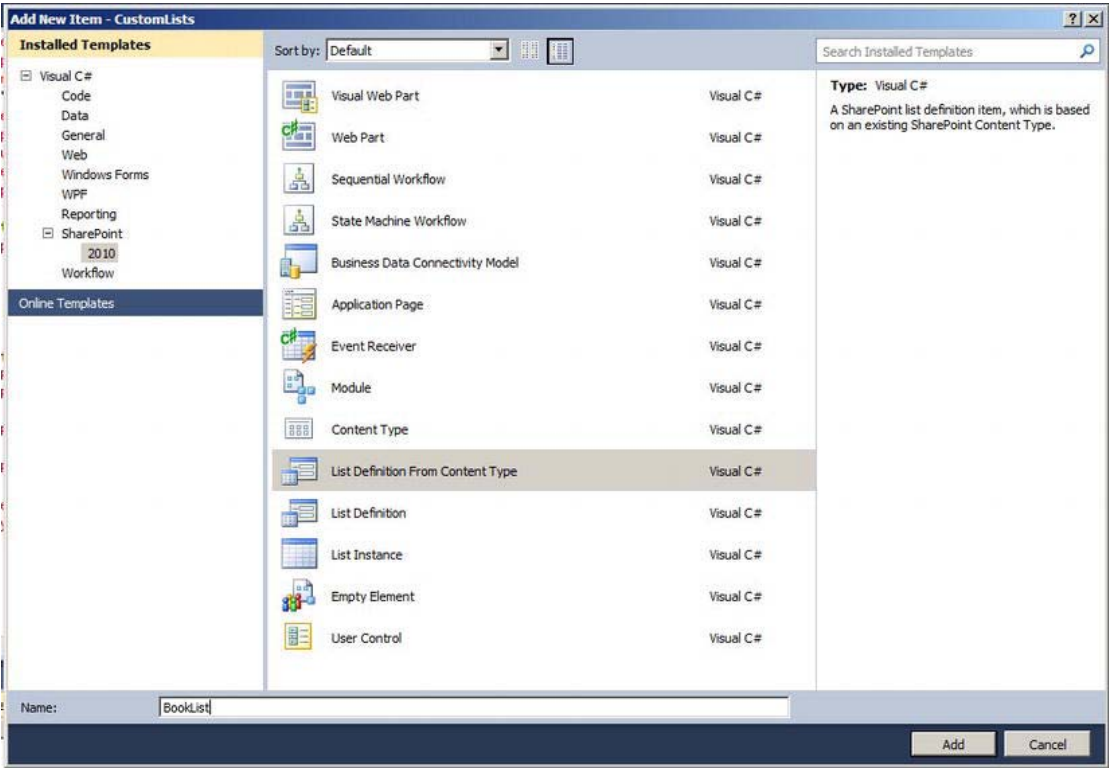 Add New Item - CustomLists
Installed Templates
Visual C#
Code
Data
General
Web
Windows Forms
WPF
Reporting
SharePoint
2010
Workflow
Online Templates
Sort by: Default
Visual Web Part Visual C#
Web Part Visual C#
Sequential Workflow Visual C#
State Machine Workflow Visual C#
Business Data Connectivity Model Visual C#
Application Page Visual C#
Event Receiver Visual C#
Module Visual C#
Content Type Visual C#
List Definition From Content Type Visual C#
List Definition Visual C#
List Instance Visual C#
Empty Element Visual C#
User Control Visual C#
Search Installed Templates
Type: Visual C#
A SharePoint list definition item, which is based
on an existing SharePoint Content Type.
Name: BookList
Add Cancel